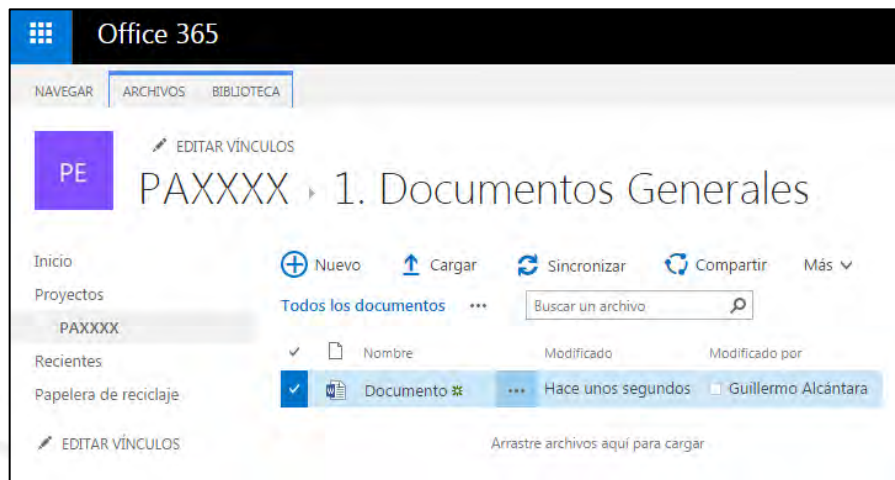 Office 365
NAVEGAR ARCHIVOS BIBLIOTECA
EDITAR VÍNCULOS
PE
PAXXXX 1. Documentos Generales
Inicio
Proyectos
PAXXXX
Recientes
Papelera de reciclaje
EDITAR VÍNCULOS
Nuevo Cargar Sincronizar Compartir Más
Todos los documentos ...
Buscar un archivo
Nombre Modificado Modificado por
Documento ... Hace unos segundos Guillermo Alcántara
Arrastre archivos aquí para cargar